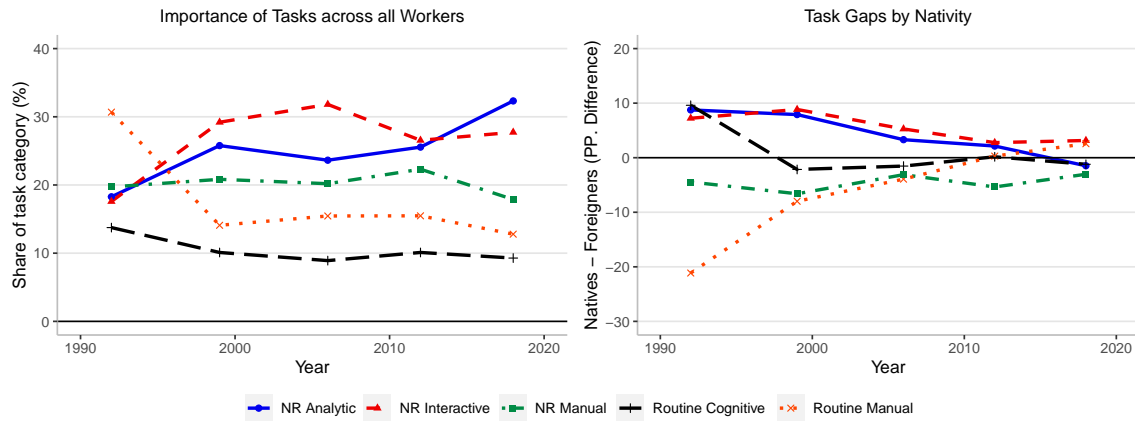 Importance of Tasks across all Workers
Share of task category (%)
40
30
20
10
0
1990
2000
2010
2020
Year
Task Gaps by Nativity
Natives − Foreigners (PP. Difference)
20
10
0
−10
−20
−30
1990
2000
2010
2020
Year
NR Analytic
NR Interactive
NR Manual
Routine Cognitive
Routine Manual